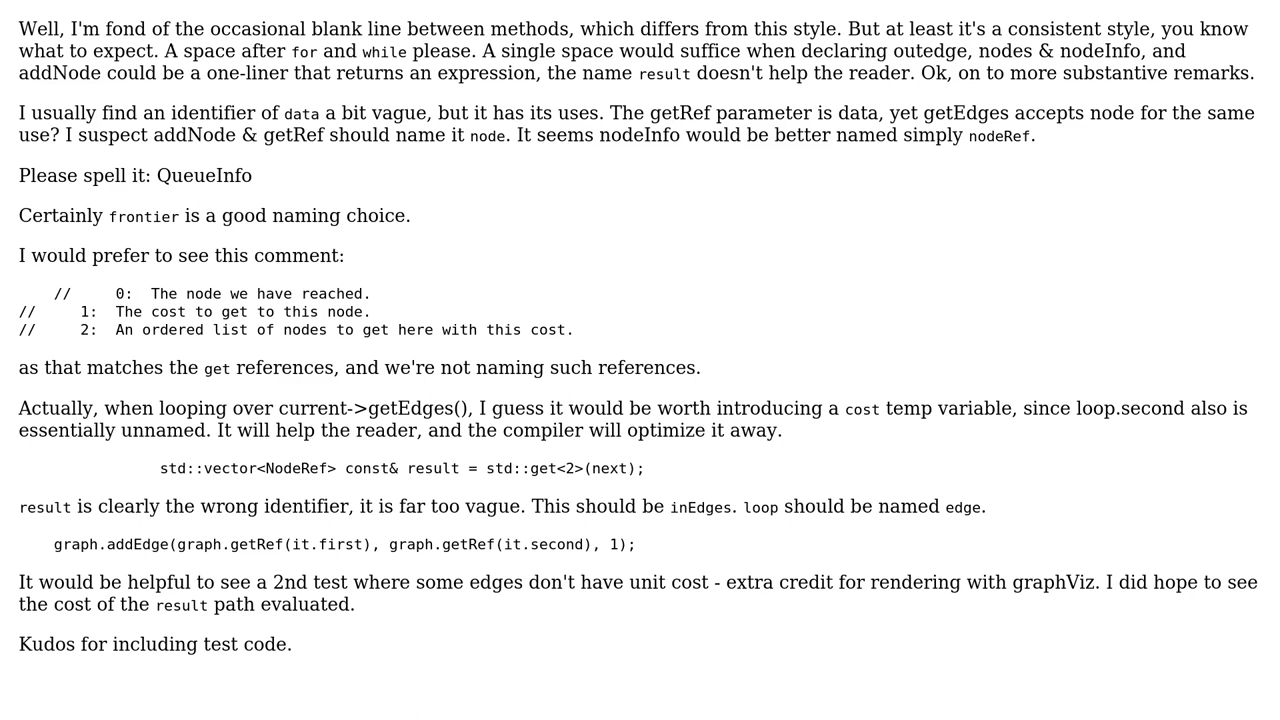 Well, I'm fond of the occasional blank line between methods, which differs from this style. But at least it's a consistent style, you know
what to expect. A space after for and while please. A single space would suffice when declaring outedge, nodes & nodeInfo, and
addNode could be a one-liner that returns an expression, the name result doesn't help the reader. Ok, on to more substantive remarks.
I usually find an identifier of data a bit vague, but it has its uses. The getRef parameter is data, yet getEdges accepts node for the same
use? I suspect addNode & getRef should name it node. It seems nodeInfo would be better named simply nodeRef.
Please spell it: QueueInfo
Certainly frontier is a good naming choice.
I would prefer to see this comment:
    //     0:  The node we have reached.
//     1:  The cost to get to this node.
//     2:  An ordered list of nodes to get here with this cost.
as that matches the get references, and we're not naming such references.
Actually, when looping over current->getEdges(), I guess it would be worth introducing a cost temp variable, since loop.second also is
essentially unnamed. It will help the reader, and the compiler will optimize it away.
                std::vector<NodeRef> const& result = std::get<2>(next);
result is clearly the wrong identifier, it is far too vague. This should be inEdges. loop should be named edge.
    graph.addEdge(graph.getRef(it.first), graph.getRef(it.second), 1);
It would be helpful to see a 2nd test where some edges don't have unit cost - extra credit for rendering with graphViz. I did hope to see
the cost of the result path evaluated.
Kudos for including test code.